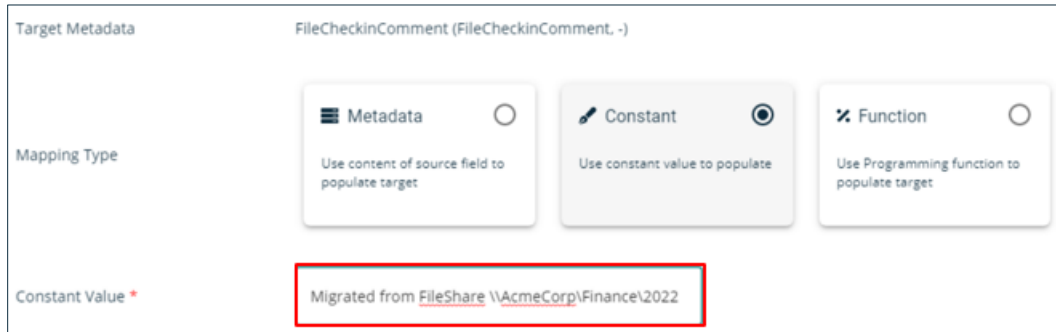 Target Metadata FileCheckinComment (FileCheckinComment, -)
Metadata Constant Function
Mapping Type
Use content of source field to Use constant value to populate Use Programming function to
populate target populate target
Constant Value * Migrated from FileShare \\AcmeCorp\Finance\2022